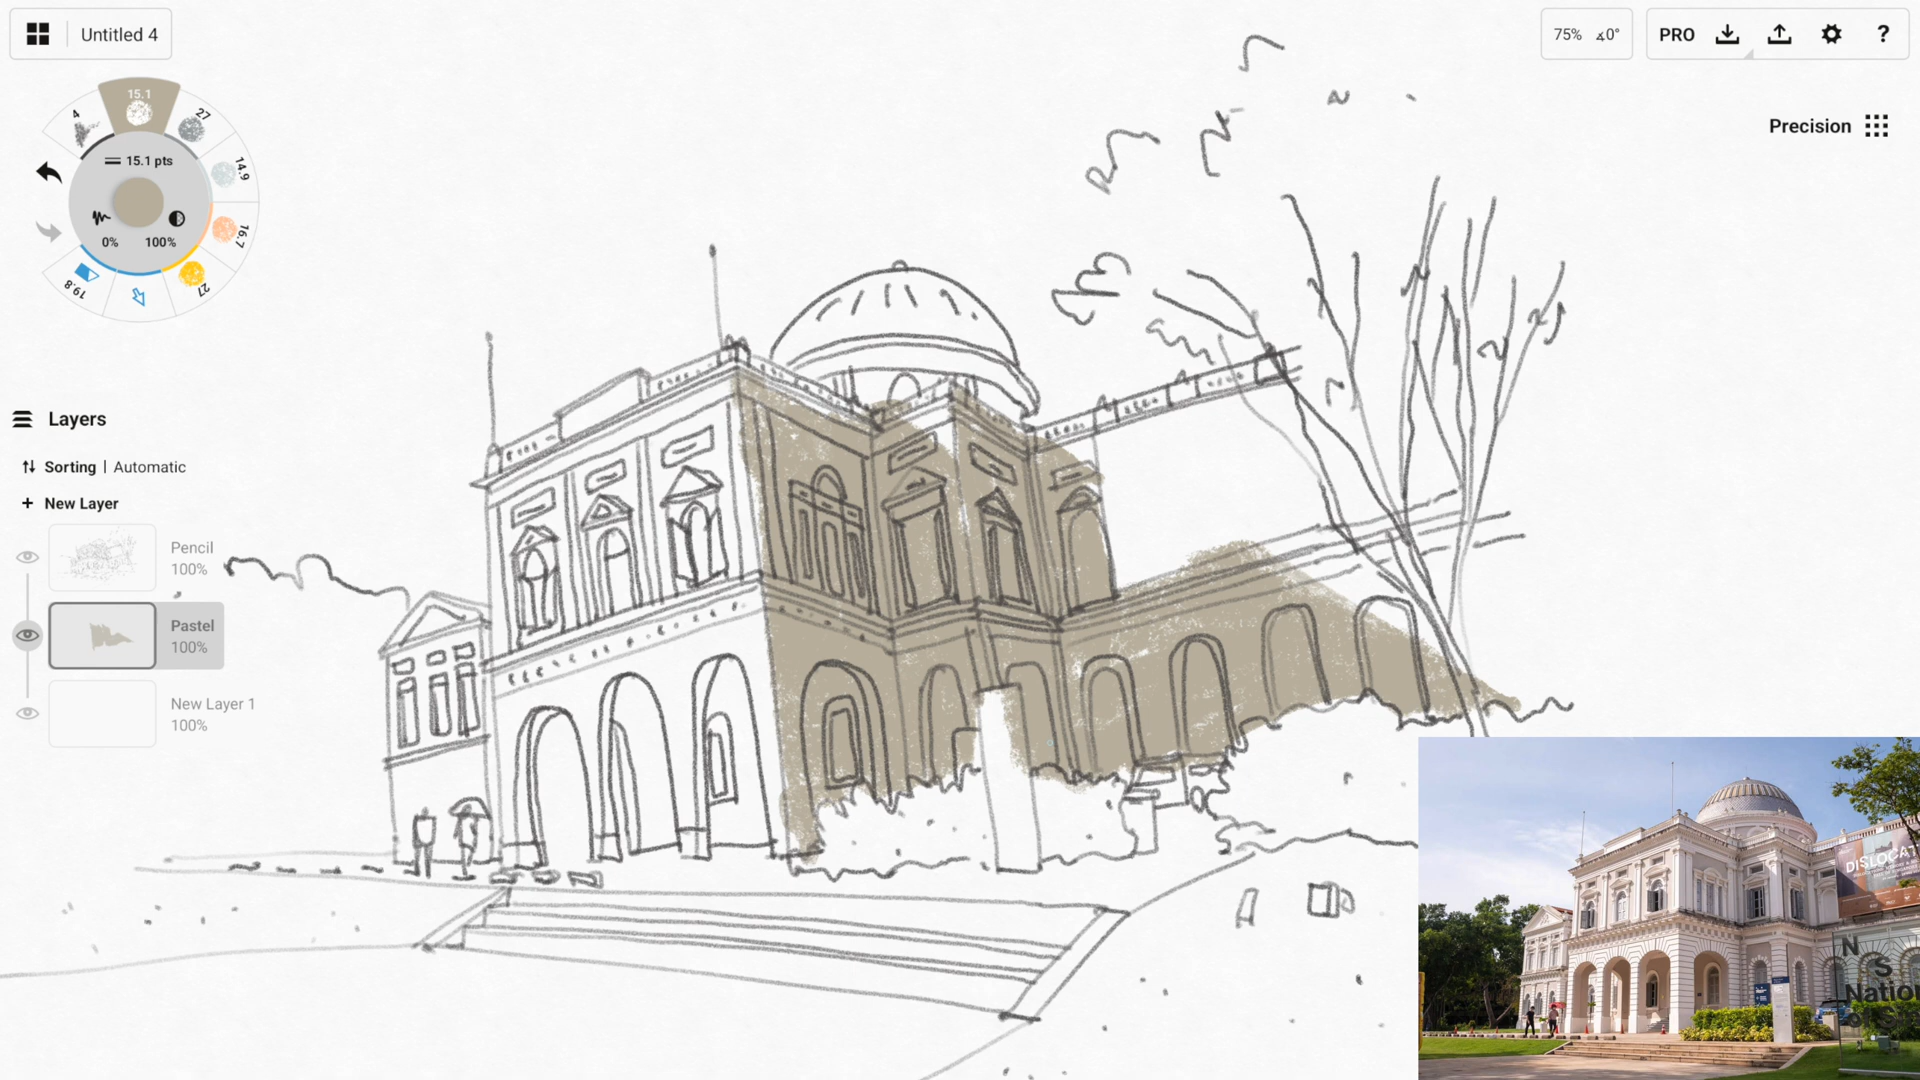 Untitled 4
75% ∡0°
PRO
?
Precision
4
15.1
27
14.9
16.7
27
19.8
15.1 pts
0% 100%
Layers
Sorting | Automatic
+ New Layer
Pencil
100%
Pastel
100%
New Layer 1
100%
DISLOCAT
N
S
Nation